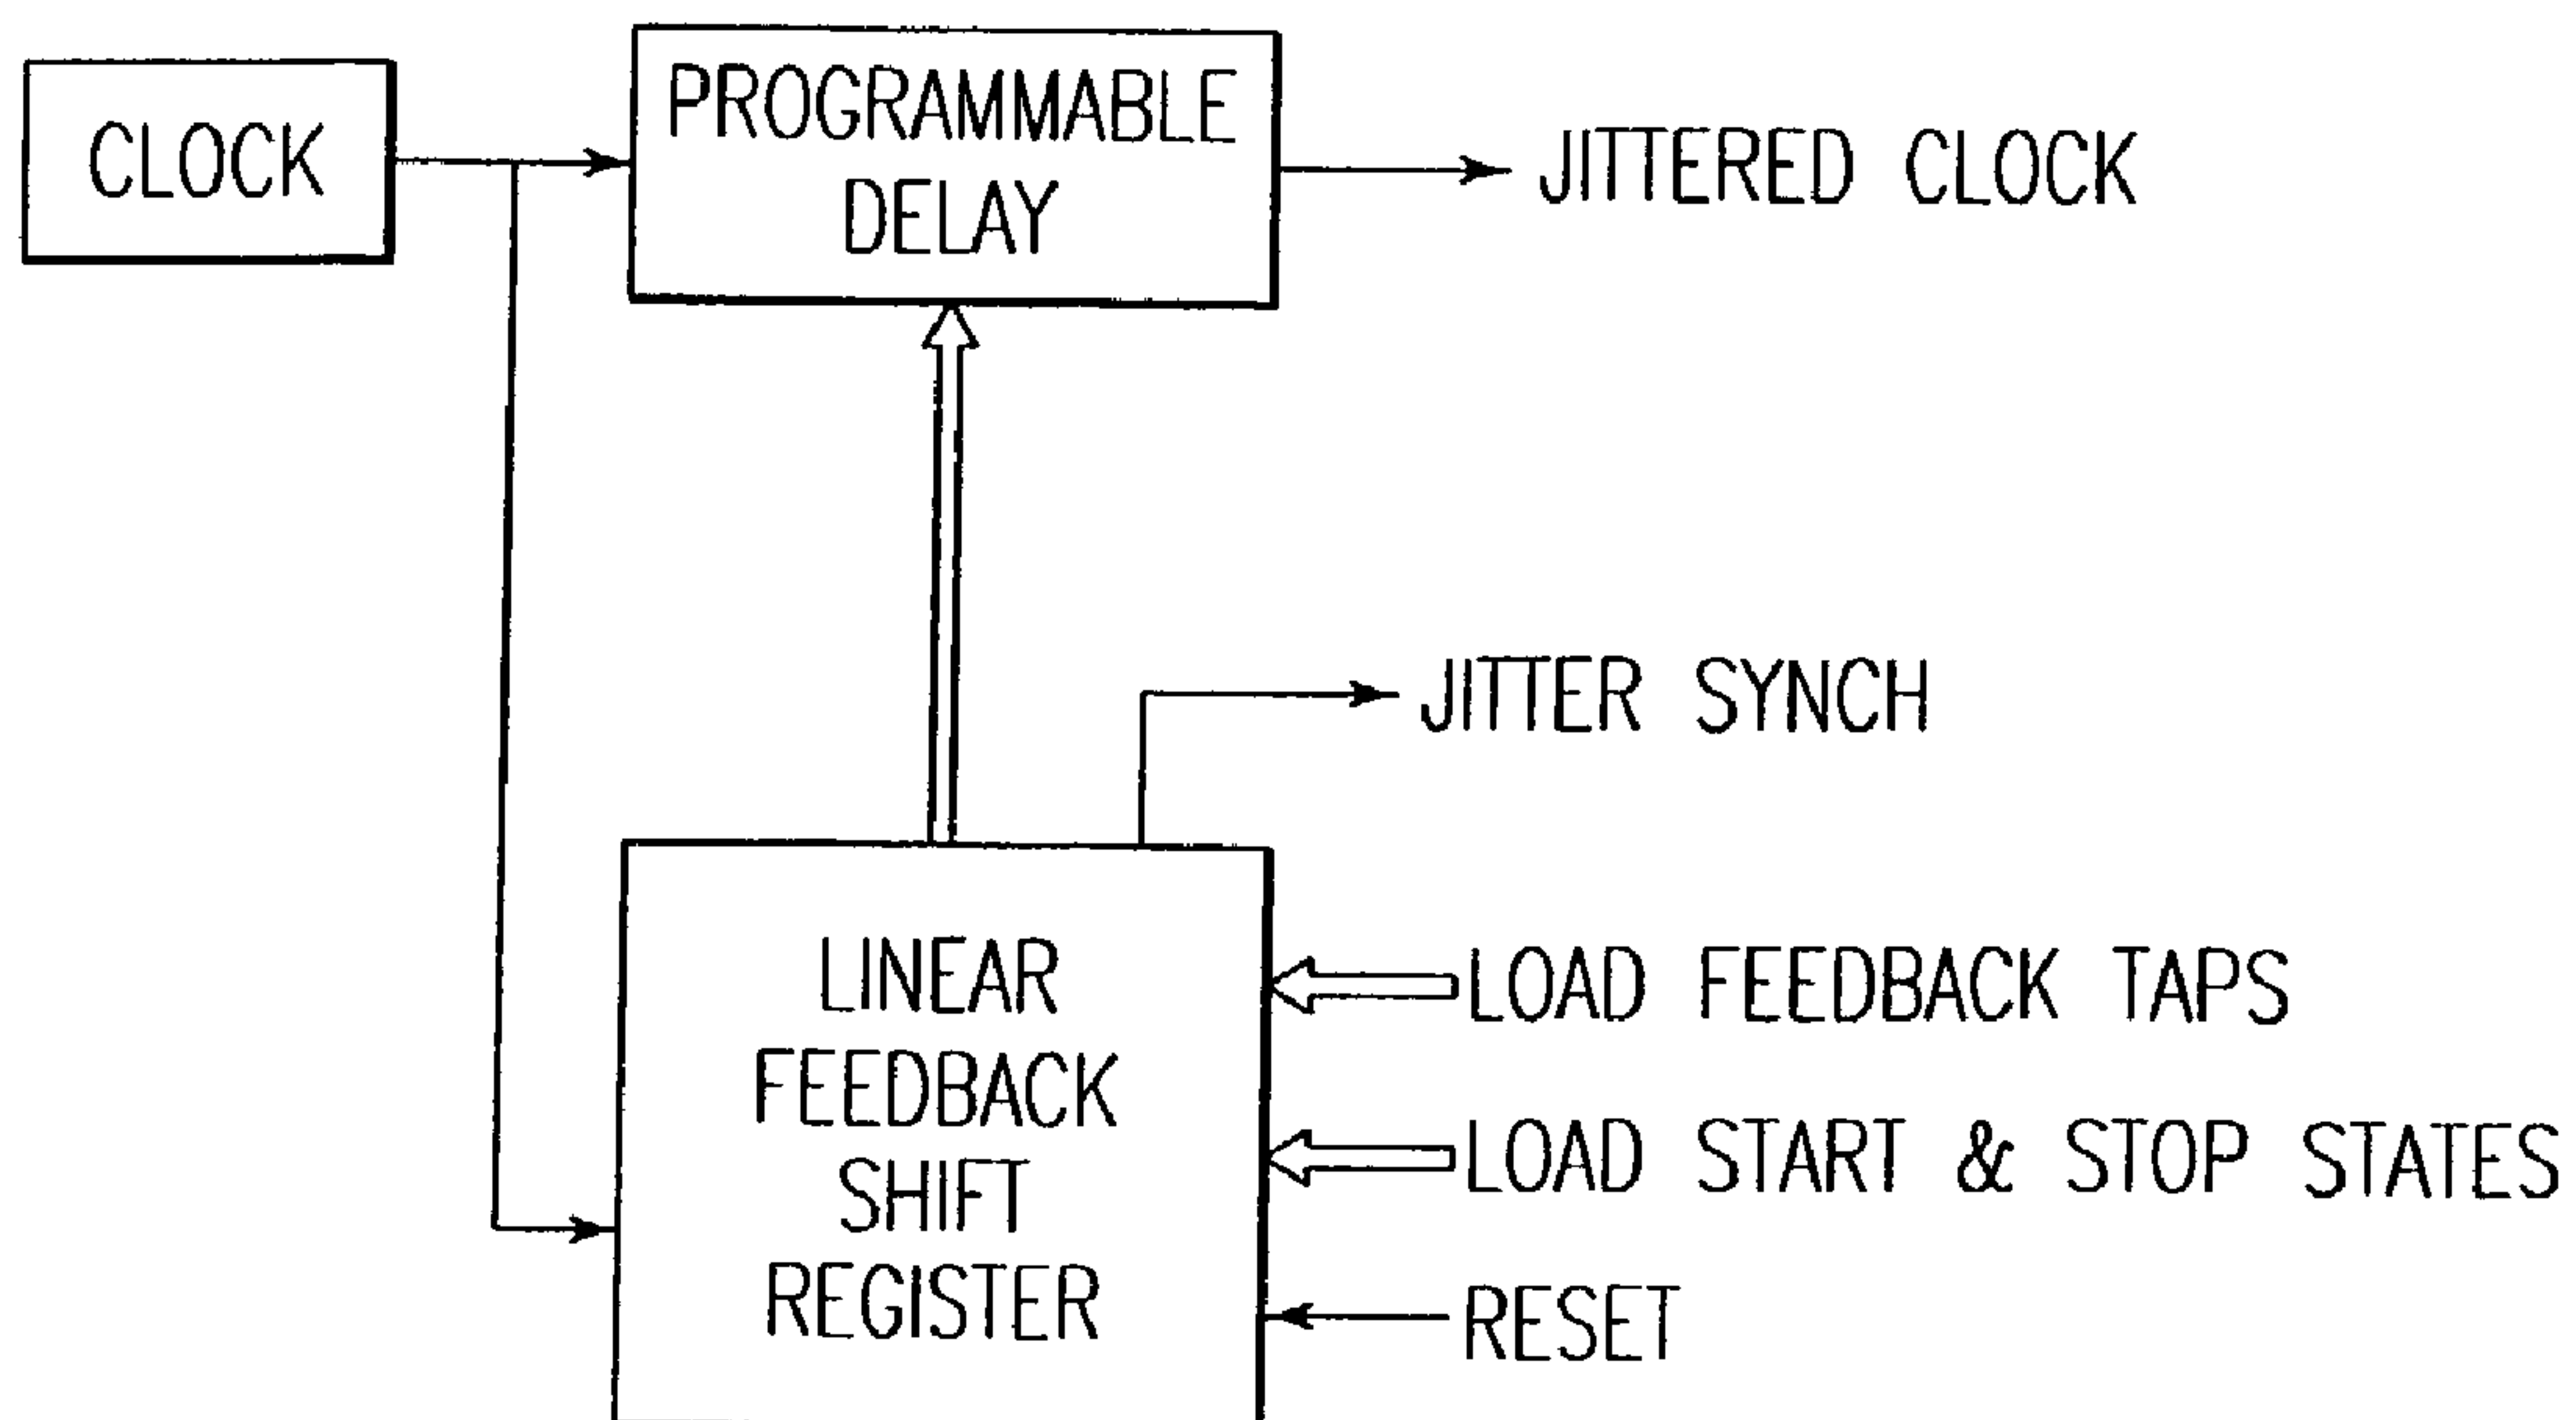 CLOCK
PROGRAMMABLE
DELAY
JITTERED CLOCK
JITTER SYNCH
LINEAR
FEEDBACK
SHIFT
REGISTER
LOAD FEEDBACK TAPS
LOAD START & STOP STATES
RESET